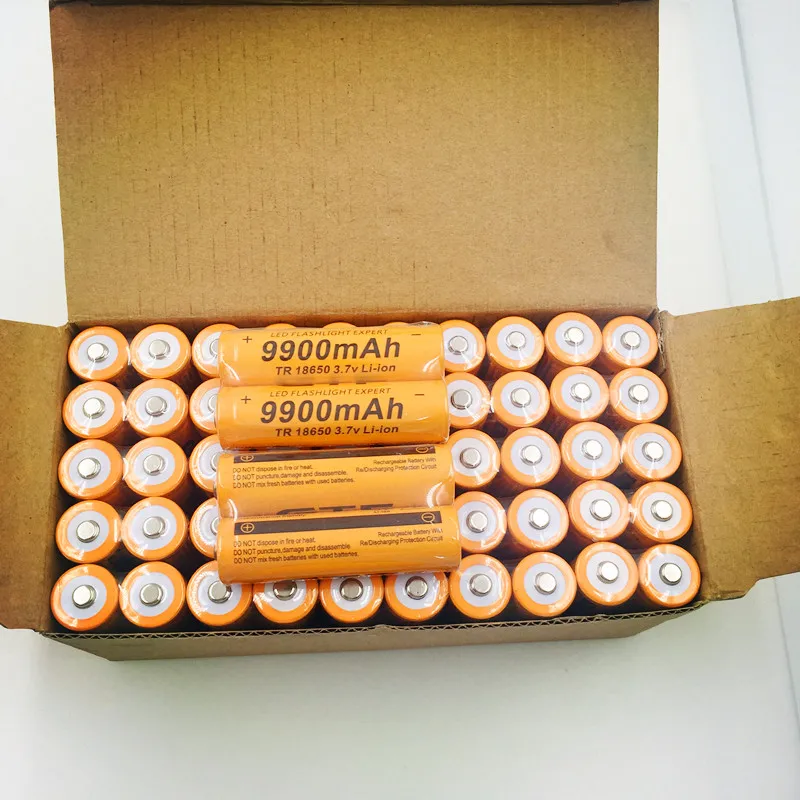 LED FLASHLIGHT EXPERT
+ 9900mAh -
TR 18650 3.7v Li-ion
LED FLASHLIGHT EXPERT
+ 9900mAh -
TR 18650 3.7v Li-ion
DO NOT dispose in fire or heat.
DO NOT puncture,damage and disassemble.
DO NOT mix fresh batteries with used batteries.
Rechargeable Battery With
Re/Discharging Protection Circuit
DO NOT dispose in fire or heat.
DO NOT puncture,damage and disassemble.
DO NOT mix fresh batteries with used batteries.
Rechargeable Battery With
Re/Discharging Protection Circuit